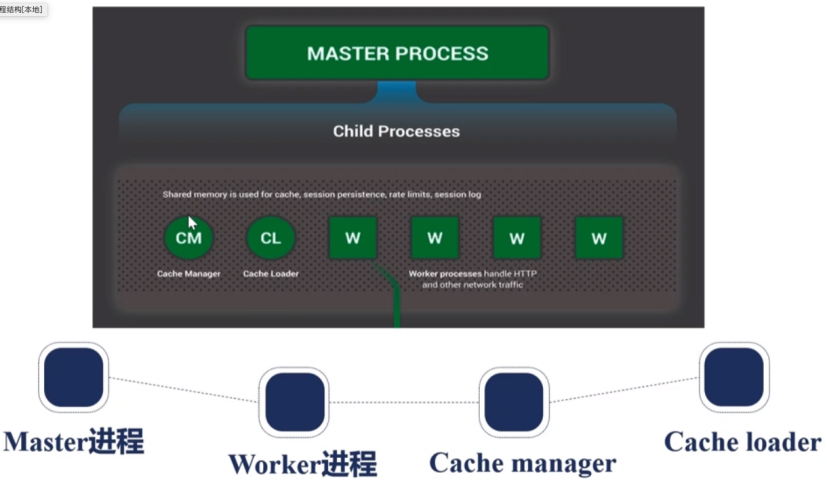 程结构[本地]
MASTER PROCESS
Child Processes
Shared memory is used for cache, session persistence, rate limits, session log
CM
CL
W
W
W
W
Cache Manager
Cache Loader
Worker processes handle HTTP
and other network traffic
Master进程
Worker进程
Cache manager
Cache loader